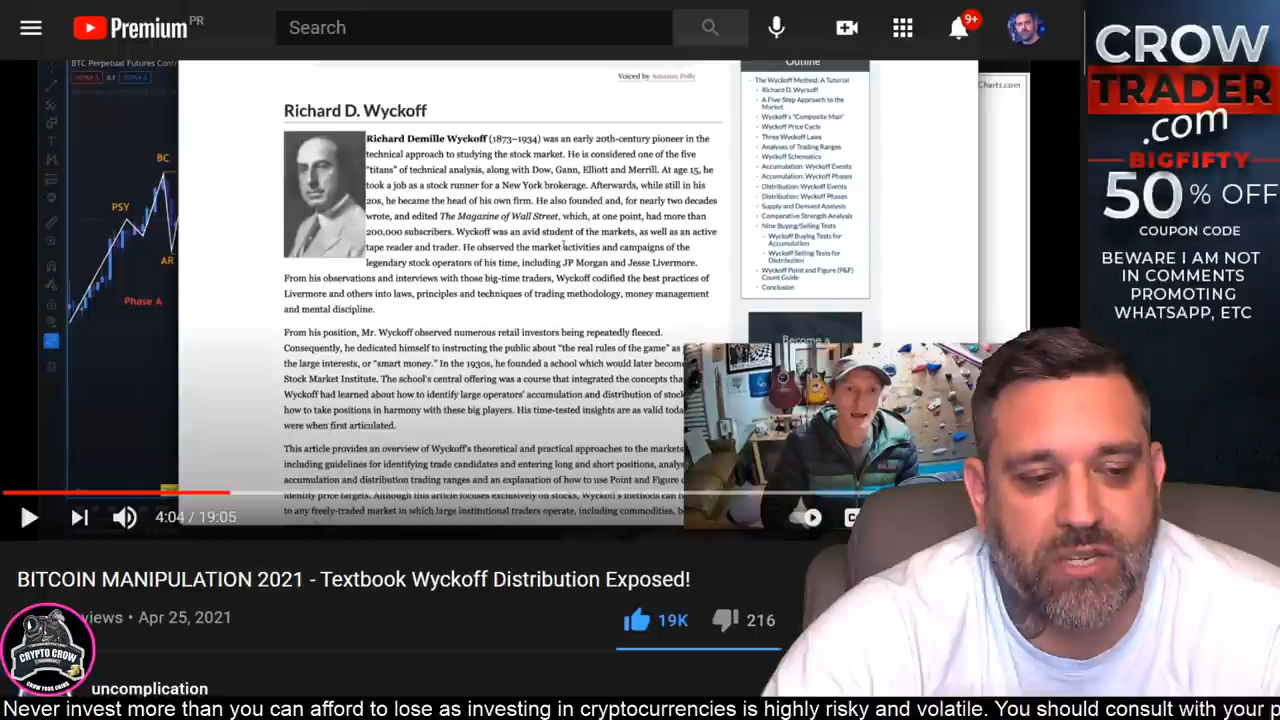 Premium PR
Search
9+
BTC Perpetual Futures Contr
0.1
BC
PSY
AR
Phase A
Voiced by Amazon Polly
Richard D. Wyckoff
Richard Demille Wyckoff (1873–1934) was an early 20th-century pioneer in the
technical approach to studying the stock market. He is considered one of the five
“titans” of technical analysis, along with Dow, Gann, Elliott and Merrill. At age 15, he
took a job as a stock runner for a New York brokerage. Afterwards, while still in his
20s, he became the head of his own firm. He also founded and, for nearly two decades
wrote, and edited The Magazine of Wall Street, which, at one point, had more than
200,000 subscribers. Wyckoff was an avid student of the markets, as well as an active
tape reader and trader. He observed the market activities and campaigns of the
legendary stock operators of his time, including JP Morgan and Jesse Livermore.
From his observations and interviews with those big-time traders, Wyckoff codified the best practices of
Livermore and others into laws, principles and techniques of trading methodology, money management
and mental discipline.
From his position, Mr. Wyckoff observed numerous retail investors being repeatedly fleeced.
Consequently, he dedicated himself to instructing the public about “the real rules of the game” as
the large interests, or “smart money.” In the 1930s, he founded a school which would later become
Stock Market Institute. The school's central offering was a course that integrated the concepts tha
Wyckoff had learned about how to identify large operators' accumulation and distribution of stock
how to take positions in harmony with these big players. His time-tested insights are as valid toda
were when first articulated.
This article provides an overview of Wyckoff's theoretical and practical approaches to the markets
including guidelines for identifying trade candidates and entering long and short positions, analys
accumulation and distribution trading ranges and an explanation of how to use Point and Figure
identify price targets. Although this article focuses exclusively on stocks, Wyckoff's methods can b
to any freely-traded market in which large institutional traders operate, including commodities, b
Outline
The Wyckoff Method: A Tutorial
Richard D. Wyckoff
A Five-Step Approach to the
Market
Wyckoff's "Composite Man"
Wyckoff Price Cycle
Three Wyckoff Laws
Analyses of Trading Ranges
Wyckoff Schematics
Accumulation: Wyckoff Events
Accumulation: Wyckoff Phases
Distribution: Wyckoff Events
Distribution: Wyckoff Phases
Supply and Demand Analysis
Comparative Strength Analysis
Nine Buying/Selling Tests
Wyckoff Buying Tests for
Accumulation
Wyckoff Selling Tests for
Distribution
Wyckoff Point and Figure (P&F)
Count Guide
Conclusion
Become a
Charts.com
4:04 / 19:05
BITCOIN MANIPULATION 2021 - Textbook Wyckoff Distribution Exposed!
views • Apr 25, 2021
19K
216
CRYPTO CROW
uncomplication
CROW
TRADER
.com
BIGFIFTY
50 % OFF
COUPON CODE
BEWARE I AM NOT
IN COMMENTS
PROMOTING
WHATSAPP, ETC
Never invest more than you can afford to lose as investing in cryptocurrencies is highly risky and volatile. You should consult with your p